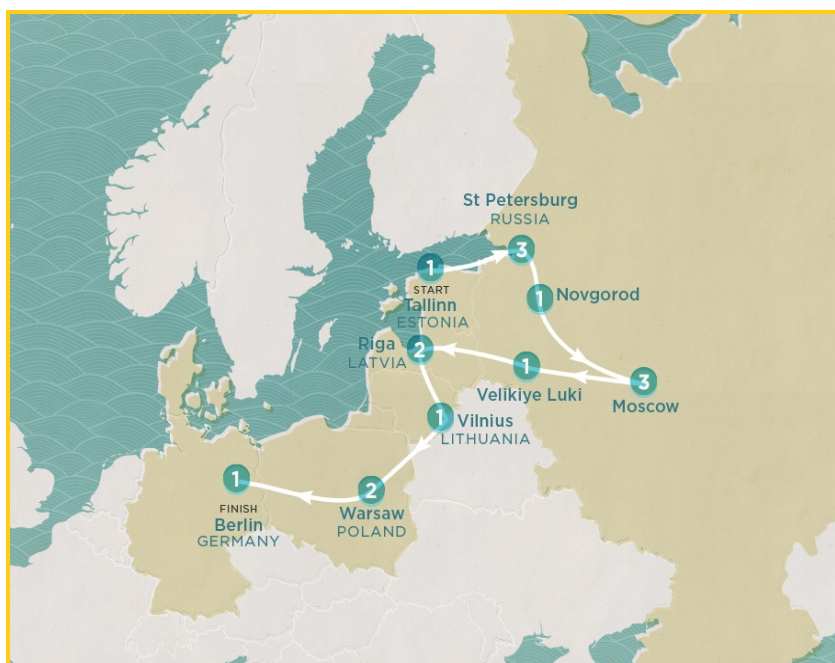 St Petersburg
RUSSIA
3
1
START
Tallinn
ESTONIA
1
Novgorod
Riga
LATVIA
2
1
Velikiye Luki
3
Moscow
1
Vilnius
LITHUANIA
1
FINISH
Berlin
GERMANY
2
Warsaw
POLAND